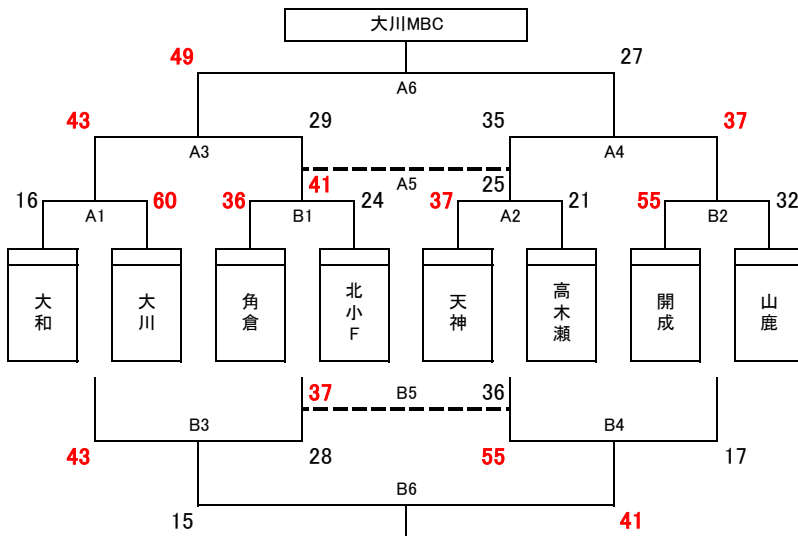 大川MBC
49 27
A6
43 29 35 37
A3 A4
41 A5 25
16 60 36 24 37 21 55 32
A1 B1 A2 B2
大和 大川 角倉 北小F 天神 高木瀬 開成 山鹿
37 B5 36
B3 B4
43 28 55 17
B6
15 41